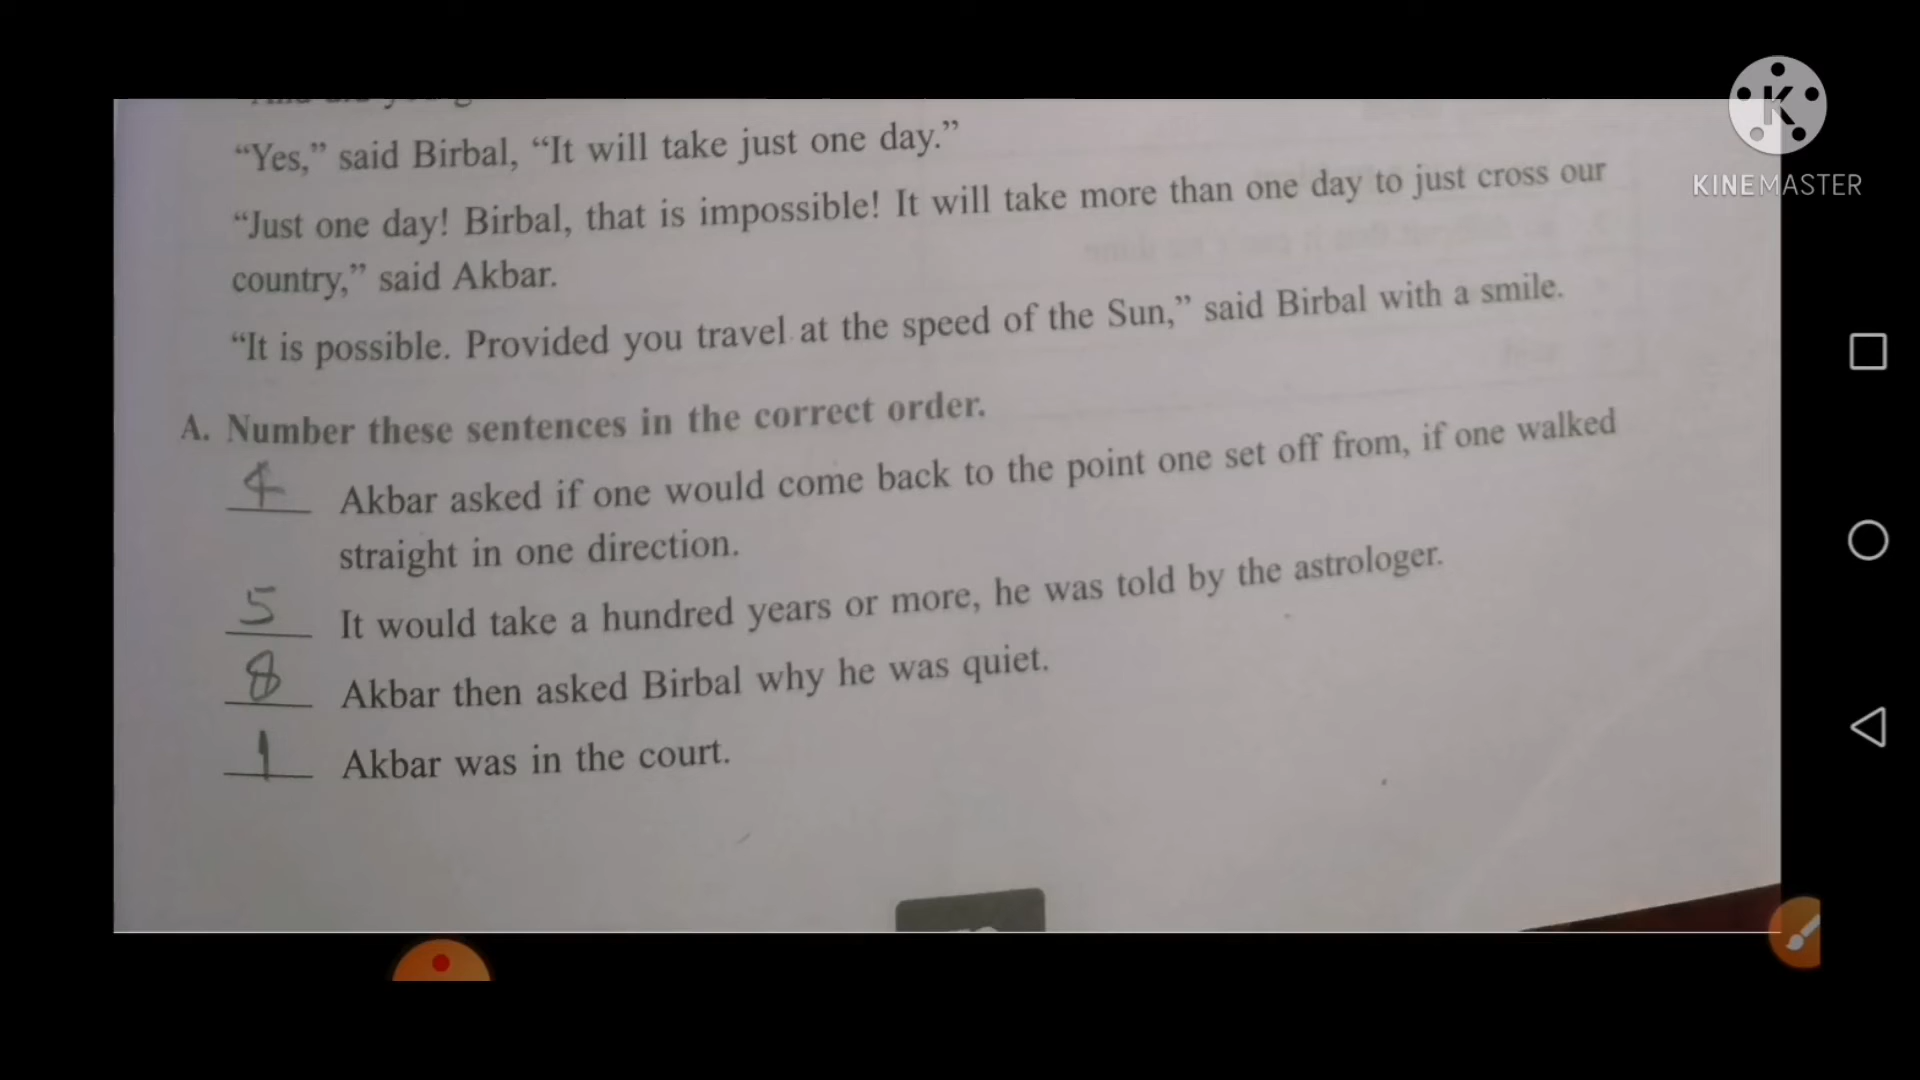 "Yes," said Birbal, "It will take just one day."
"Just one day! Birbal, that is impossible! It will take more than one day to just cross our
country," said Akbar.
"It is possible. Provided you travel at the speed of the Sun," said Birbal with a smile.
A. Number these sentences in the correct order.
4 Akbar asked if one would come back to the point one set off from, if one walked
straight in one direction.
5 It would take a hundred years or more, he was told by the astrologer.
8 Akbar then asked Birbal why he was quiet.
1 Akbar was in the court.
K
KINEMASTER